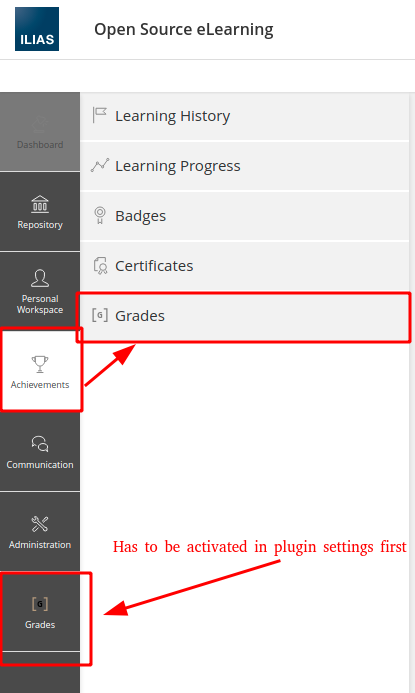 ILIAS
Open Source eLearning
Dashboard
Repository
Personal
Workspace
Achievements
Communication
Administration
[G]
Grades
Learning History
Learning Progress
Badges
Certificates
[G] Grades
Has to be activated in plugin settings first